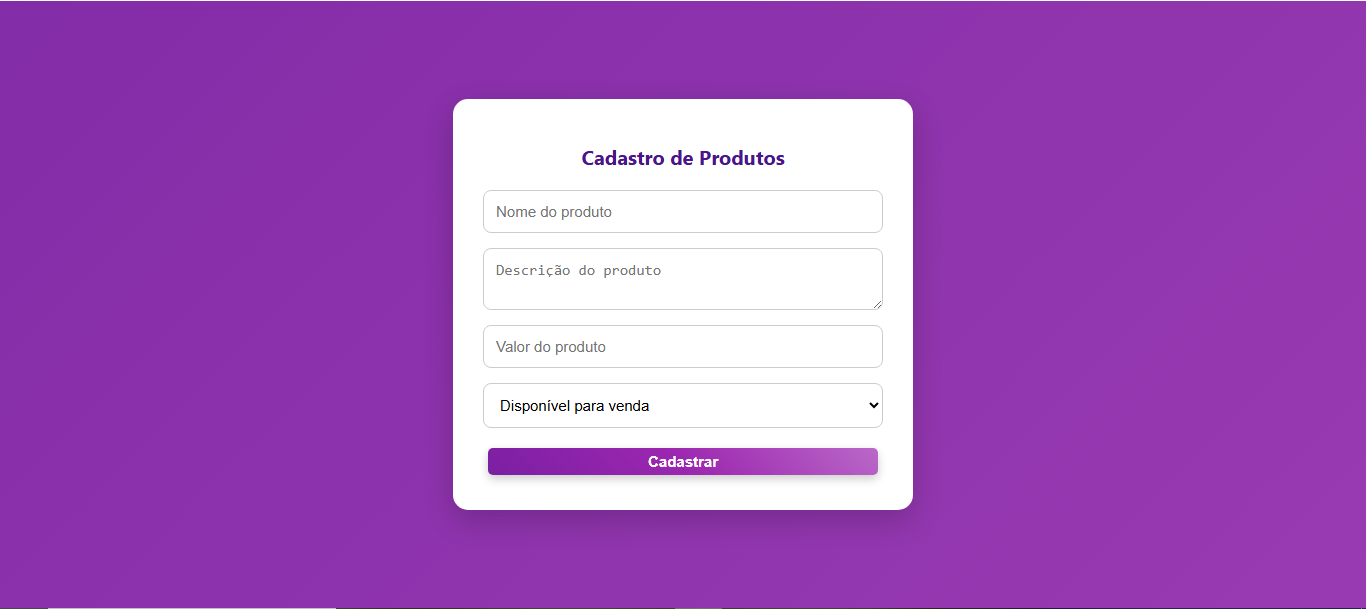 Cadastro de Produtos
Nome do produto
Descrição do produto
Valor do produto
Disponível para venda
Cadastrar